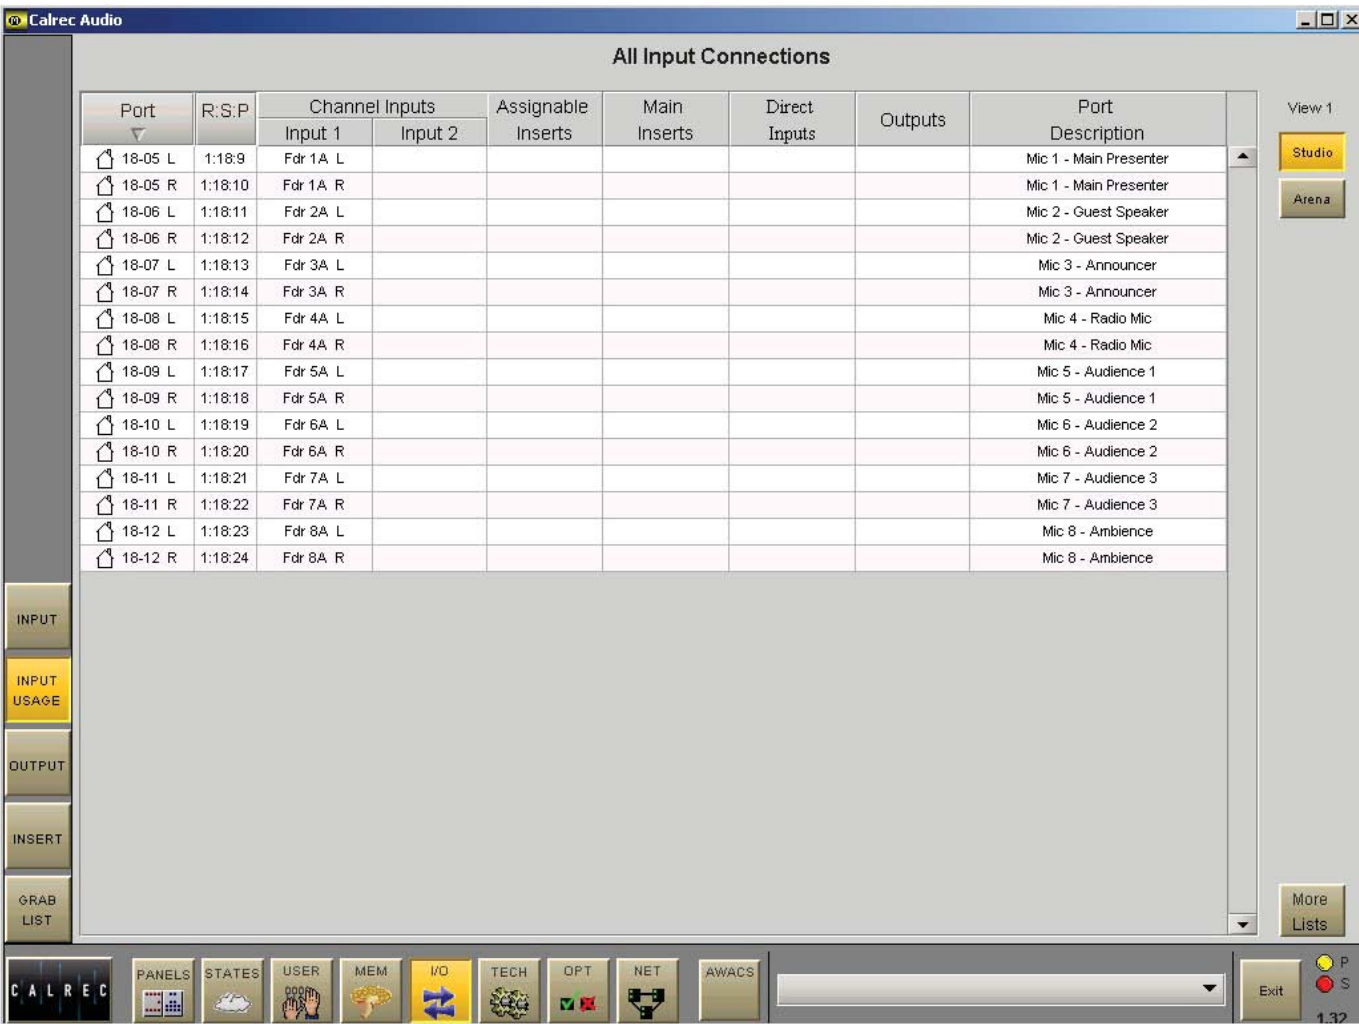 Calrec Audio
All Input Connections
Port R:S:P Channel Inputs Assignable Inserts Main Inserts Direct Inputs Outputs Port Description
Input 1 Input 2
18-05 L 1:18:9 Fdr 1A L Mic 1 - Main Presenter
18-05 R 1:18:10 Fdr 1A R Mic 1 - Main Presenter
18-06 L 1:18:11 Fdr 2A L Mic 2 - Guest Speaker
18-06 R 1:18:12 Fdr 2A R Mic 2 - Guest Speaker
18-07 L 1:18:13 Fdr 3A L Mic 3 - Announcer
18-07 R 1:18:14 Fdr 3A R Mic 3 - Announcer
18-08 L 1:18:15 Fdr 4A L Mic 4 - Radio Mic
18-08 R 1:18:16 Fdr 4A R Mic 4 - Radio Mic
18-09 L 1:18:17 Fdr 5A L Mic 5 - Audience 1
18-09 R 1:18:18 Fdr 5A R Mic 5 - Audience 1
18-10 L 1:18:19 Fdr 6A L Mic 6 - Audience 2
18-10 R 1:18:20 Fdr 6A R Mic 6 - Audience 2
18-11 L 1:18:21 Fdr 7A L Mic 7 - Audience 3
18-11 R 1:18:22 Fdr 7A R Mic 7 - Audience 3
18-12 L 1:18:23 Fdr 8A L Mic 8 - Ambience
18-12 R 1:18:24 Fdr 8A R Mic 8 - Ambience
View 1
Studio
Arena
More
Lists
INPUT
INPUT
USAGE
OUTPUT
INSERT
GRAB
LIST
CALREC
PANELS STATES USER MEM I/O TECH OPT NET AWACS
Exit
P
S
1.32